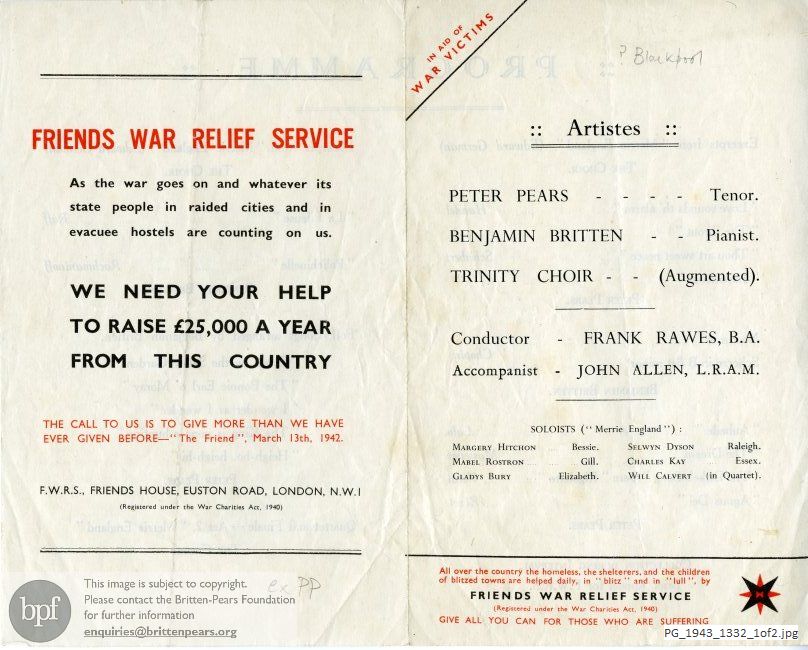 FRIENDS WAR RELIEF SERVICE
As the war goes on and whatever its
state people in raided cities and in
evacuee hostels are counting on us.
WE NEED YOUR HELP
TO RAISE £25,000 A YEAR
FROM THIS COUNTRY
THE CALL TO US IS TO GIVE MORE THAN WE HAVE
EVER GIVEN BEFORE—"The Friend", March 13th, 1942.
F.W.R.S., FRIENDS HOUSE, EUSTON ROAD, LONDON, N.W.1
(Registered under the War Charities Act, 1940)
ex PP
bpf
This image is subject to copyright.
Please contact the Britten-Pears Foundation
for further information
enquiries@brittenpears.org
IN AID OF
WAR VICTIMS
? Blackpool
:: Artistes ::
PETER PEARS - - - - Tenor.
BENJAMIN BRITTEN - - Pianist.
TRINITY CHOIR - - (Augmented).
Conductor - FRANK RAWES, B.A.
Accompanist - JOHN ALLEN, L.R.A.M.
SOLOISTS ("Merrie England") :
MARGERY HITCHON Bessie. SELWYN DYSON Raleigh.
MABEL ROSTRON Gill. CHARLES KAY Essex.
GLADYS BURY Elizabeth. WILL CALVERT (in Quartet).
All over the country the homeless, the shelterers, and the children
of blitzed towns are helped daily, in "blitz" and in "lull", by
FRIENDS WAR RELIEF SERVICE
(Registered under the War Charities Act, 1940)
GIVE ALL YOU CAN FOR THOSE WHO ARE SUFFERING
PG_1943_1332_1of2.jpg